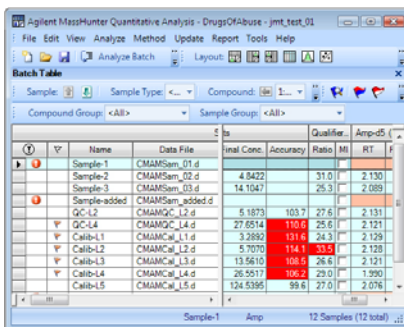 Agilent MassHunter Quantitative Analysis - DrugsOfAbuse - jmt_test_01
File Edit View Analyze Method Update Report Tools Help
Analyze Batch Layout:
Batch Table
Sample: Sample Type: <... Compound: 1:...
Compound Group: <All> Sample Group: <All>
Qualifier... Amp-d5
Name Data File Final Conc. Accuracy Ratio MI RT
Sample-1 CMAMSam_01.d
Sample-2 CMAMSam_02.d 4.8422 31.0 2.130
Sample-3 CMAMSam_03.d 14.1047 25.3 2.089
Sample-added CMAMSam_added.d
QC-L2 CMAMQC_L2.d 5.1873 103.7 27.6 2.131
QC-L4 CMAMQC_L4.d 27.6514 110.6 25.6 2.121
Calib-L1 CMAMCal_L1.d 3.2892 131.6 24.3 2.129
Calib-L2 CMAMCal_L2.d 5.7070 114.1 33.5 2.128
Calib-L3 CMAMCal_L3.d 13.5610 108.5 26.6 2.121
Calib-L4 CMAMCal_L4.d 26.5517 106.2 29.0 1.990
Calib-L5 CMAMCal_L5.d 124.5395 99.6 27.0 2.076
Sample-1 Amp 12 Samples (12 total)